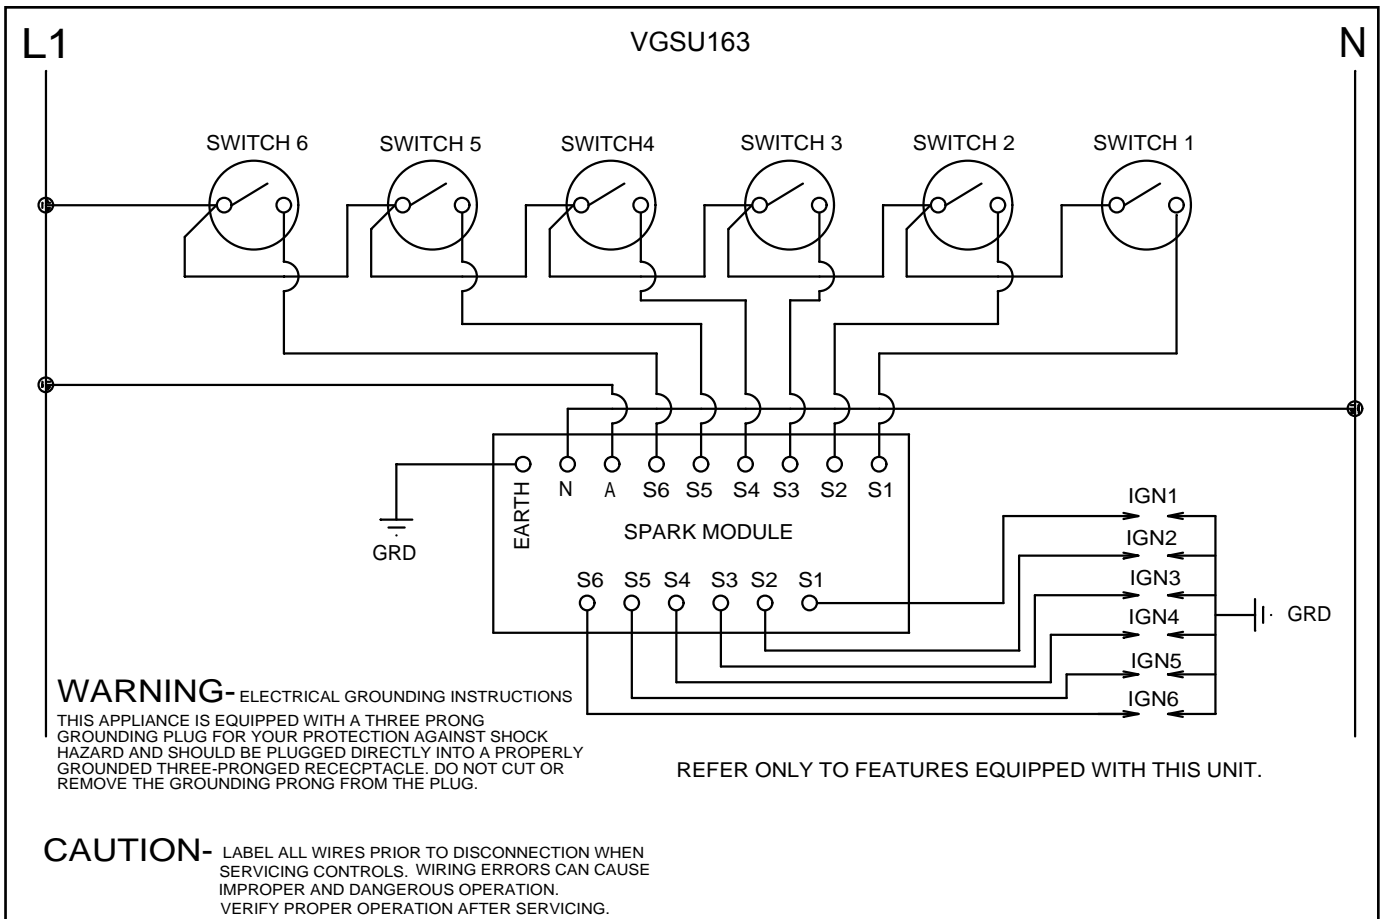 L1
VGSU163
N
SWITCH 6
SWITCH 5
SWITCH4
SWITCH 3
SWITCH 2
SWITCH 1
EARTH
N
A
S6
S5
S4
S3
S2
S1
SPARK MODULE
GRD
S6
S5
S4
S3
S2
S1
IGN1
IGN2
IGN3
IGN4
IGN5
IGN6
GRD
WARNING- ELECTRICAL GROUNDING INSTRUCTIONS
THIS APPLIANCE IS EQUIPPED WITH A THREE PRONG
GROUNDING PLUG FOR YOUR PROTECTION AGAINST SHOCK
HAZARD AND SHOULD BE PLUGGED DIRECTLY INTO A PROPERLY
GROUNDED THREE-PRONGED RECECPTACLE. DO NOT CUT OR
REMOVE THE GROUNDING PRONG FROM THE PLUG.
REFER ONLY TO FEATURES EQUIPPED WITH THIS UNIT.
CAUTION- LABEL ALL WIRES PRIOR TO DISCONNECTION WHEN
SERVICING CONTROLS. WIRING ERRORS CAN CAUSE
IMPROPER AND DANGEROUS OPERATION.
VERIFY PROPER OPERATION AFTER SERVICING.